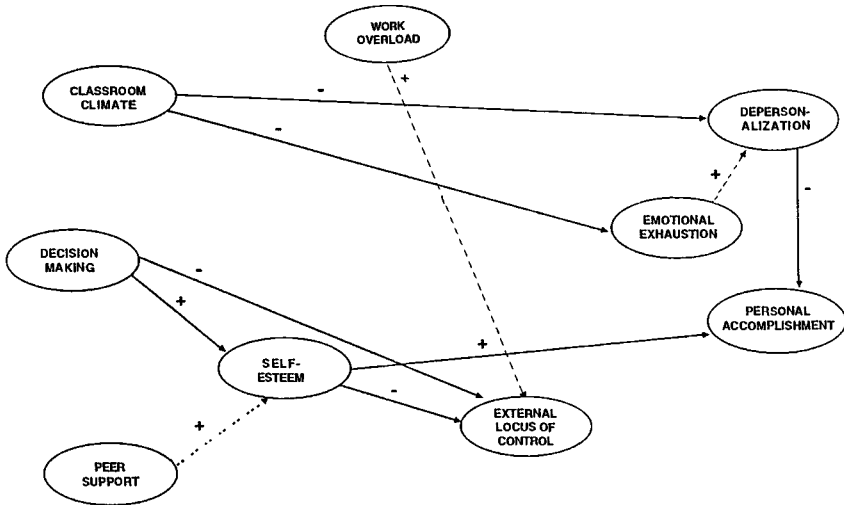 WORK
OVERLOAD
+
CLASSROOM
CLIMATE
-
-
DEPERSON-
ALIZATION
+
-
EMOTIONAL
EXHAUSTION
DECISION
MAKING
-
+
PERSONAL
ACCOMPLISHMENT
+
SELF-
ESTEEM
-
EXTERNAL
LOCUS OF
CONTROL
+
PEER
SUPPORT